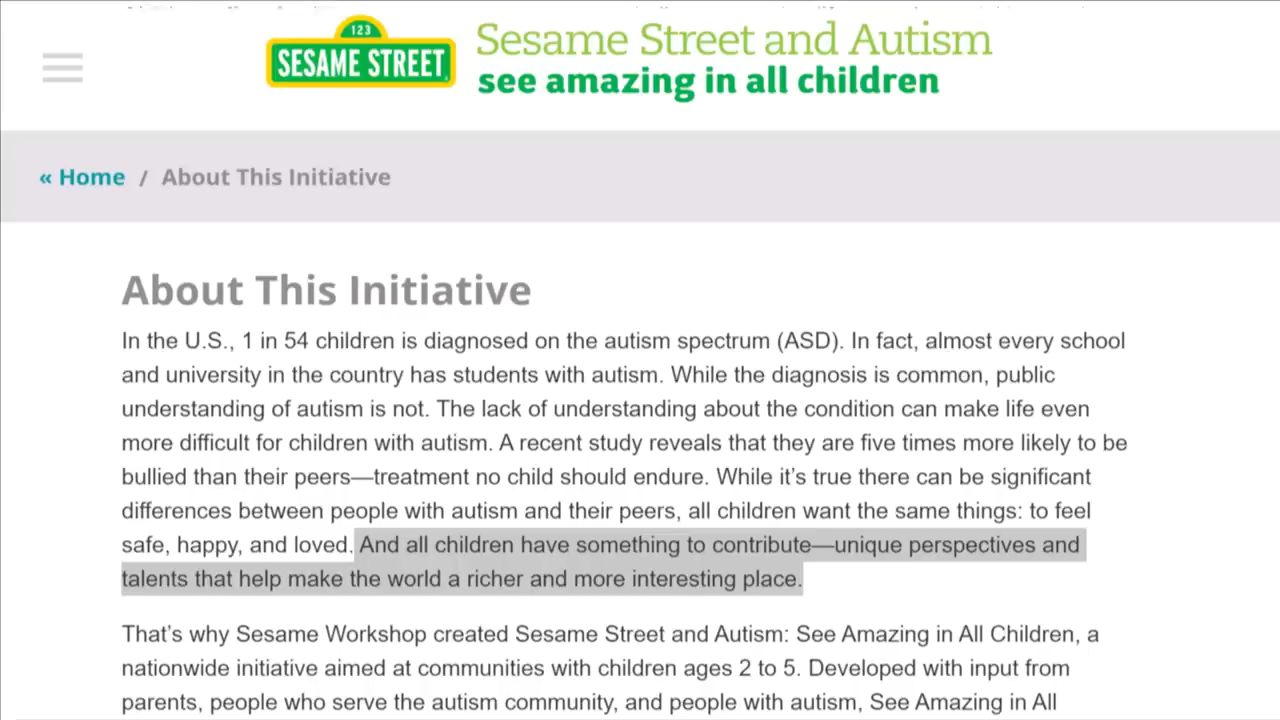 123
SESAME STREET
Sesame Street and Autism
see amazing in all children
« Home / About This Initiative
About This Initiative
In the U.S., 1 in 54 children is diagnosed on the autism spectrum (ASD). In fact, almost every school
and university in the country has students with autism. While the diagnosis is common, public
understanding of autism is not. The lack of understanding about the condition can make life even
more difficult for children with autism. A recent study reveals that they are five times more likely to be
bullied than their peers—treatment no child should endure. While it’s true there can be significant
differences between people with autism and their peers, all children want the same things: to feel
safe, happy, and loved. And all children have something to contribute—unique perspectives and
talents that help make the world a richer and more interesting place.
That’s why Sesame Workshop created Sesame Street and Autism: See Amazing in All Children, a
nationwide initiative aimed at communities with children ages 2 to 5. Developed with input from
parents, people who serve the autism community, and people with autism, See Amazing in All